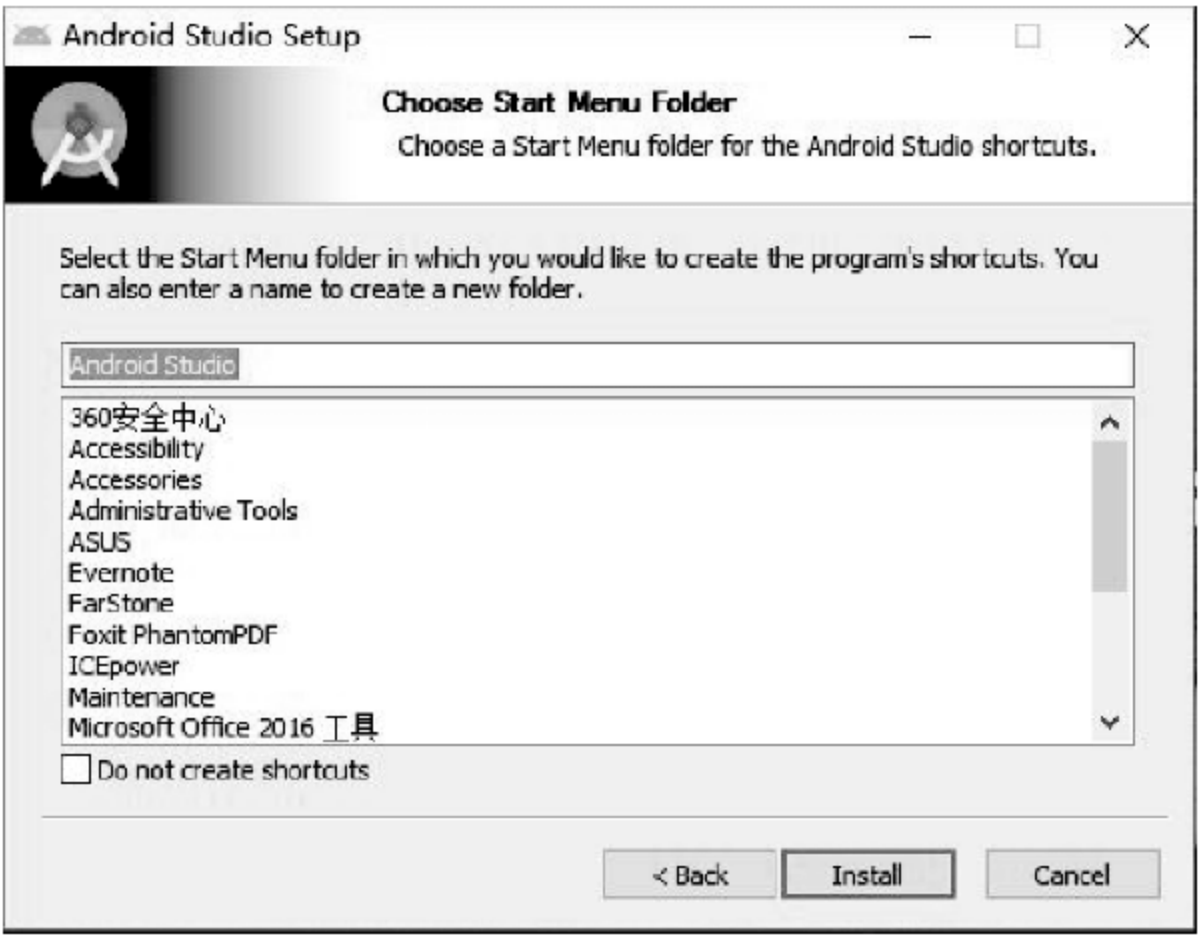 Android Studio Setup
Choose Start Menu Folder
Choose a Start Menu folder for the Android Studio shortcuts.
Select the Start Menu folder in which you would like to create the program's shortcuts. You
can also enter a name to create a new folder.
Android Studio
360安全中心
Accessibility
Accessories
Administrative Tools
ASUS
Evernote
FarStone
Foxit PhantomPDF
ICEpower
Maintenance
Microsoft Office 2016 工具
Do not create shortcuts
< Back
Install
Cancel